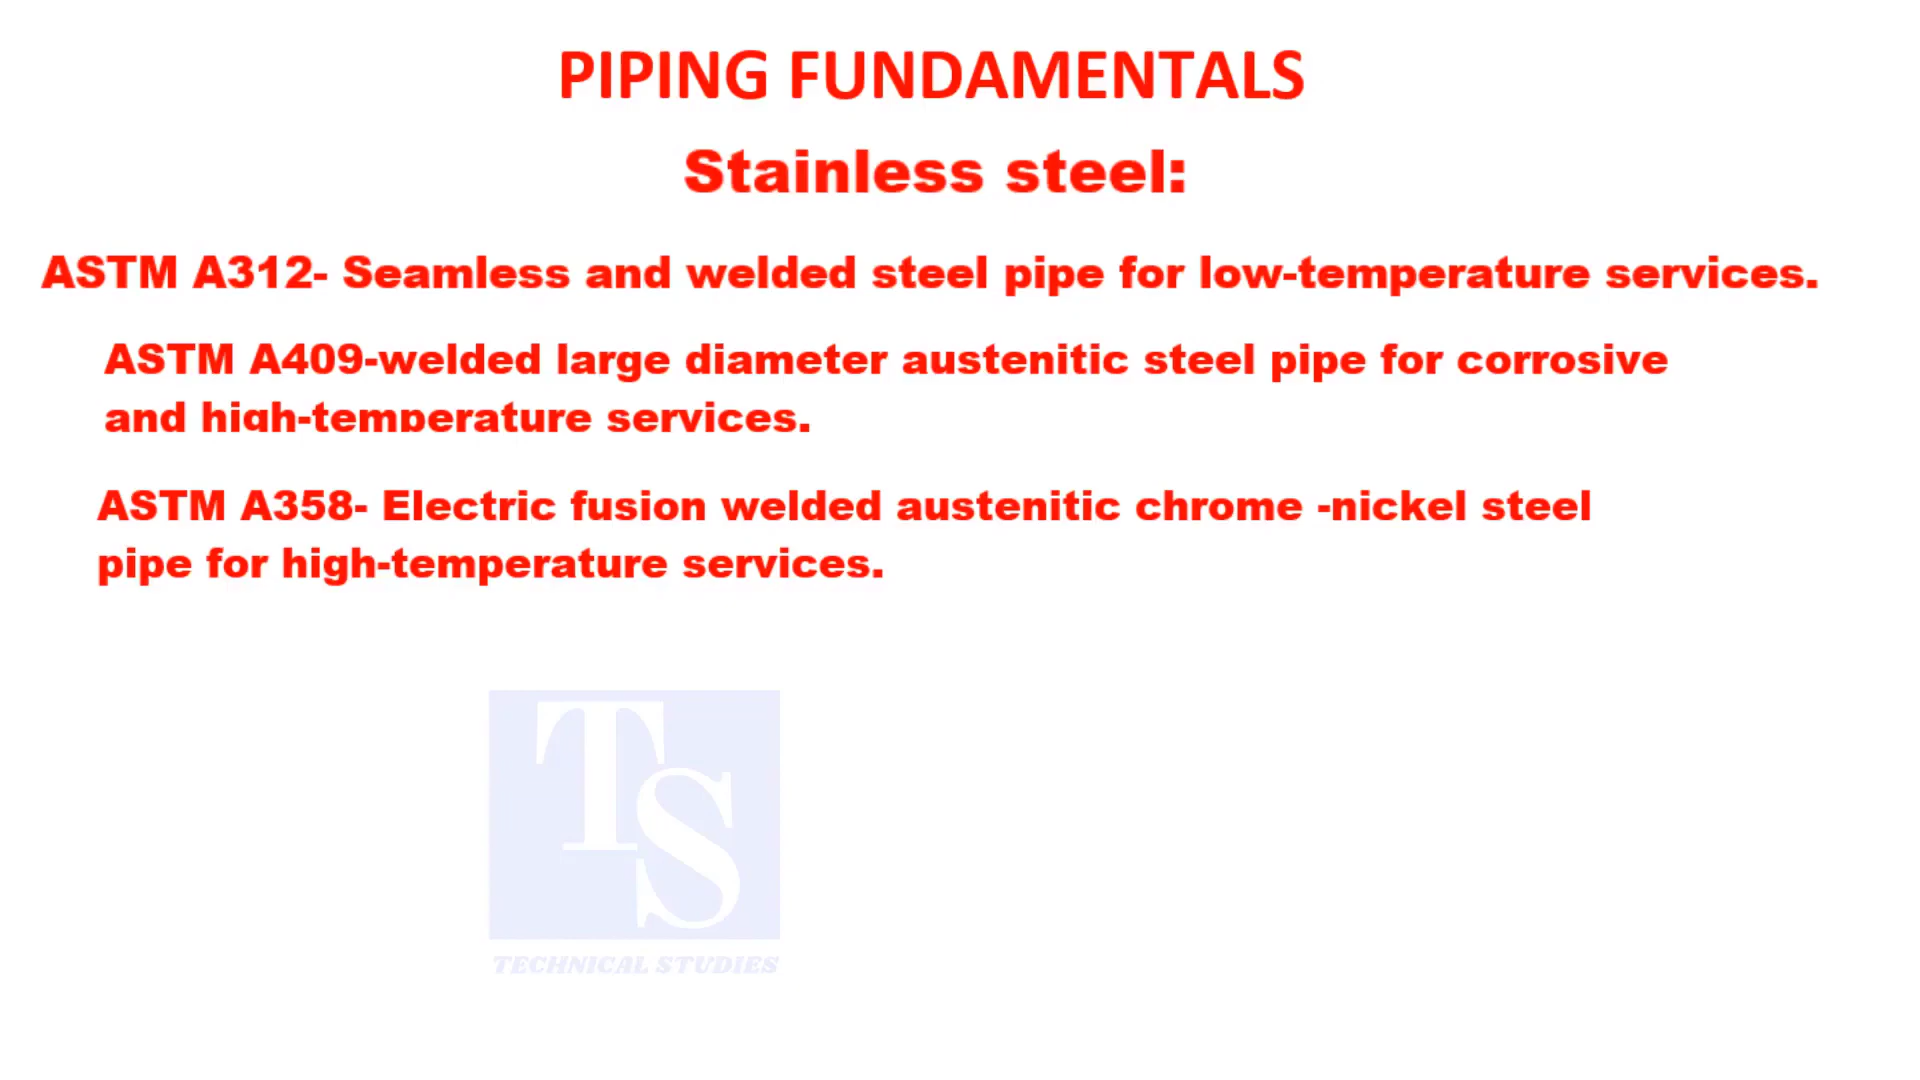 PIPING FUNDAMENTALS
Stainless steel:
ASTM A312- Seamless and welded steel pipe for low-temperature services.
ASTM A409-welded large diameter austenitic steel pipe for corrosive
and high-temperature services.
ASTM A358- Electric fusion welded austenitic chrome -nickel steel
pipe for high-temperature services.
TS
TECHNICAL STUDIES